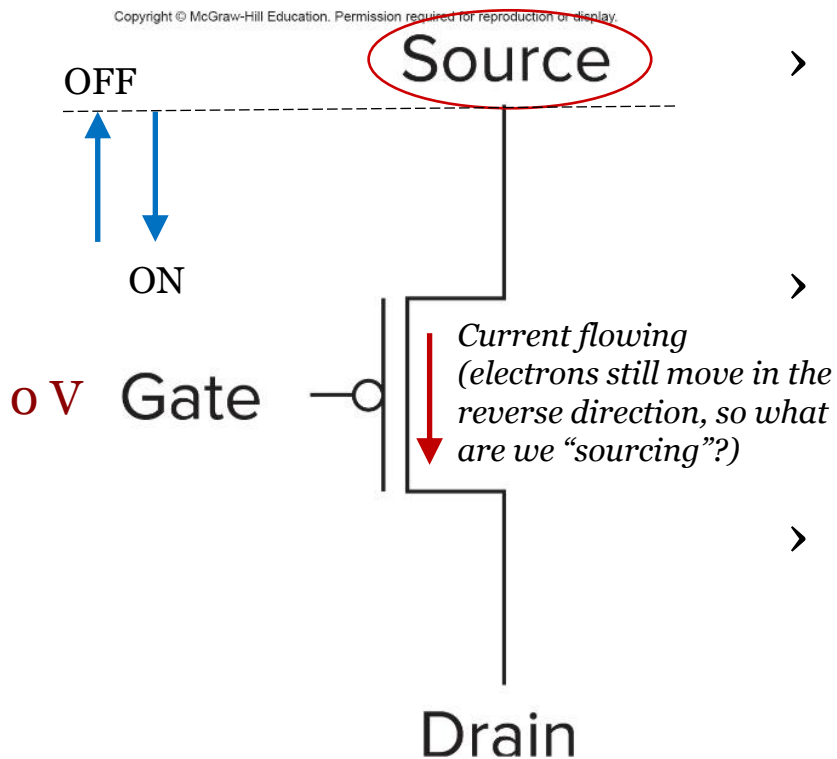 Copyright © McGraw-Hill Education. Permission required for reproduction or display.
Source
›
OFF
ON
›
Current flowing
(electrons still move in the
reverse direction, so what
are we “sourcing”?)
0 V Gate
›
Drain